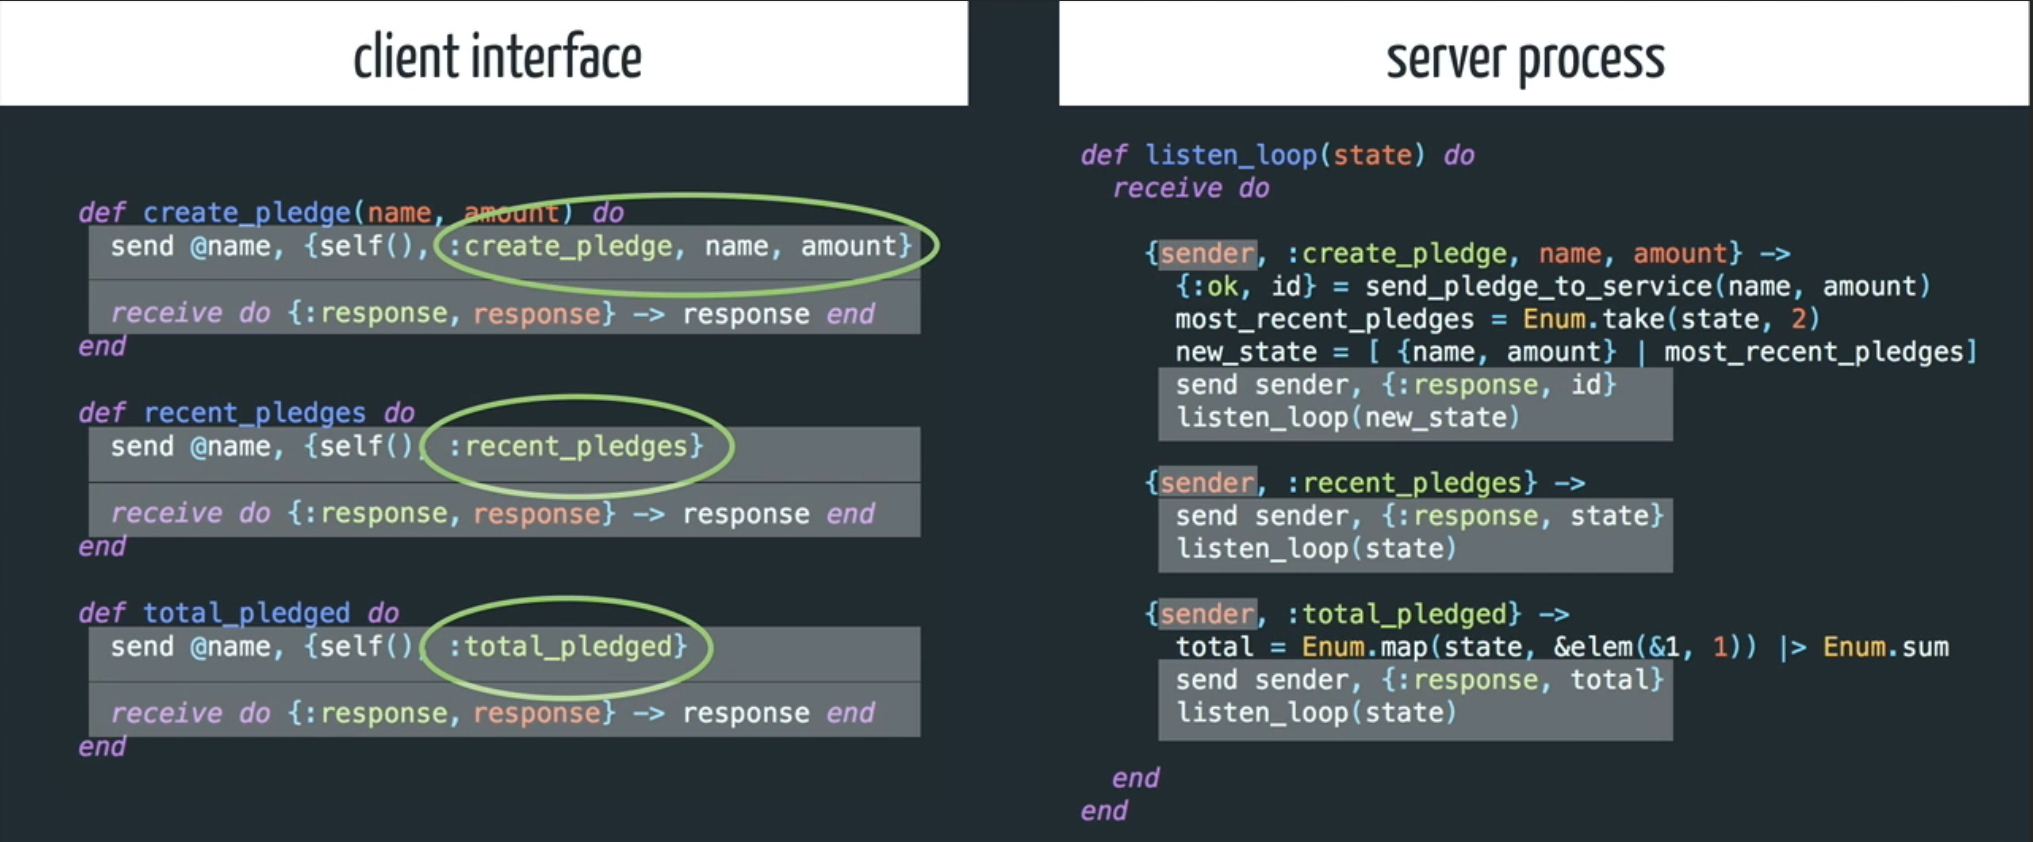 client interface
def create_pledge(name, amount) do
send @name, {self(), :create_pledge, name, amount}
receive do {:response, response} -> response end
end
def recent_pledges do
send @name, {self(), :recent_pledges}
receive do {:response, response} -> response end
end
def total_pledged do
send @name, {self(), :total_pledged}
receive do {:response, response} -> response end
end
server process
def listen_loop(state) do
receive do
{sender, :create_pledge, name, amount} ->
{:ok, id} = send_pledge_to_service(name, amount)
most_recent_pledges = Enum.take(state, 2)
new_state = [ {name, amount} | most_recent_pledges]
send sender, {:response, id}
listen_loop(new_state)
{sender, :recent_pledges} ->
send sender, {:response, state}
listen_loop(state)
{sender, :total_pledged} ->
total = Enum.map(state, &elem(&1, 1)) |> Enum.sum
send sender, {:response, total}
listen_loop(state)
end
end